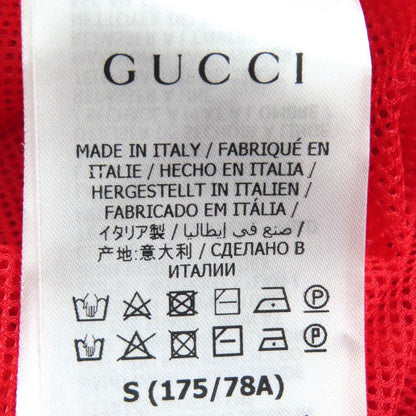 GUCCI
MADE IN ITALY / FABRIQUÉ EN
ITALIE / HECHO EN ITALIA /
HERGESTELLT IN ITALIEN /
FABRICADO EM ITÁLIA /
イタリア製 / صنع في إيطاليا /
产地:意大利 / СДЕЛАНО В
ИТАЛИИ
P
P
S (175/78A)